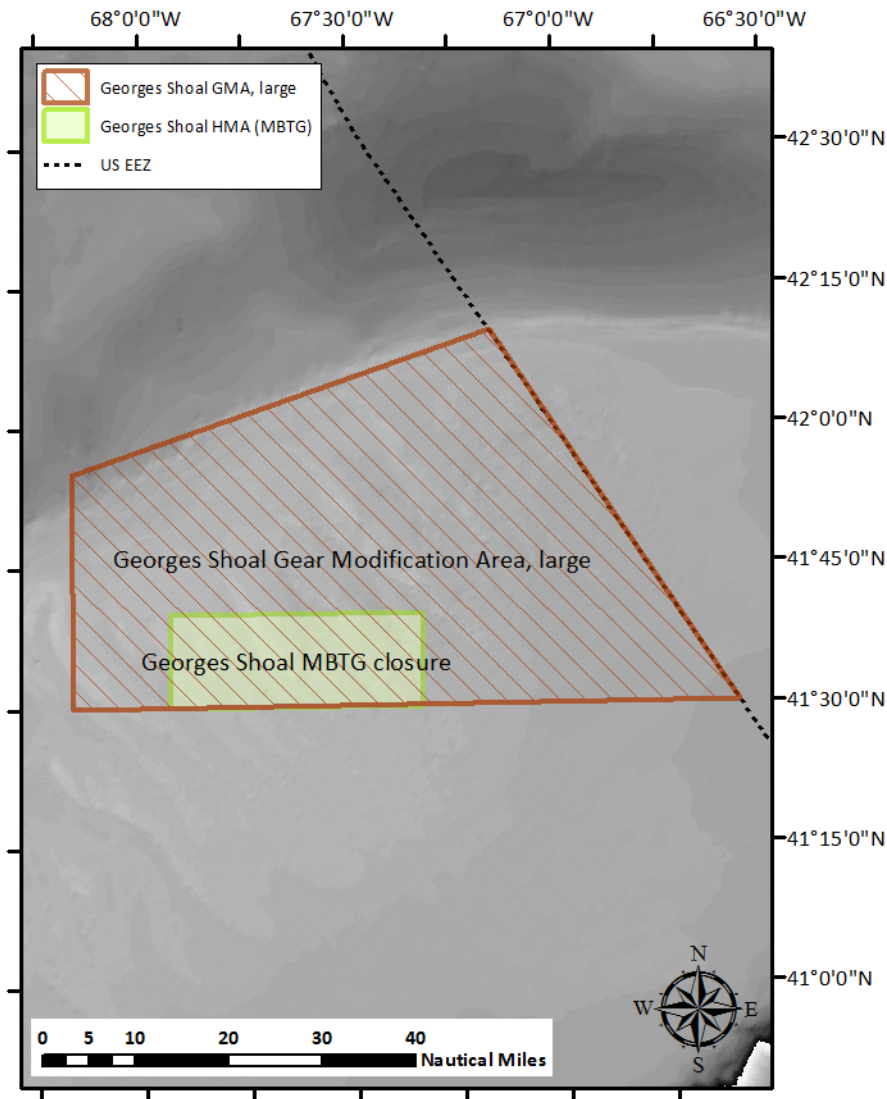 68°0'0"W 67°30'0"W 67°0'0"W 66°30'0"W
Georges Shoal GMA, large
Georges Shoal HMA (MBTG)
US EEZ
42°30'0"N
42°15'0"N
42°0'0"N
41°45'0"N
41°30'0"N
41°15'0"N
41°0'0"N
Georges Shoal Gear Modification Area, large
Georges Shoal MBTG closure
N
W E
S
0 5 10 20 30 40
Nautical Miles